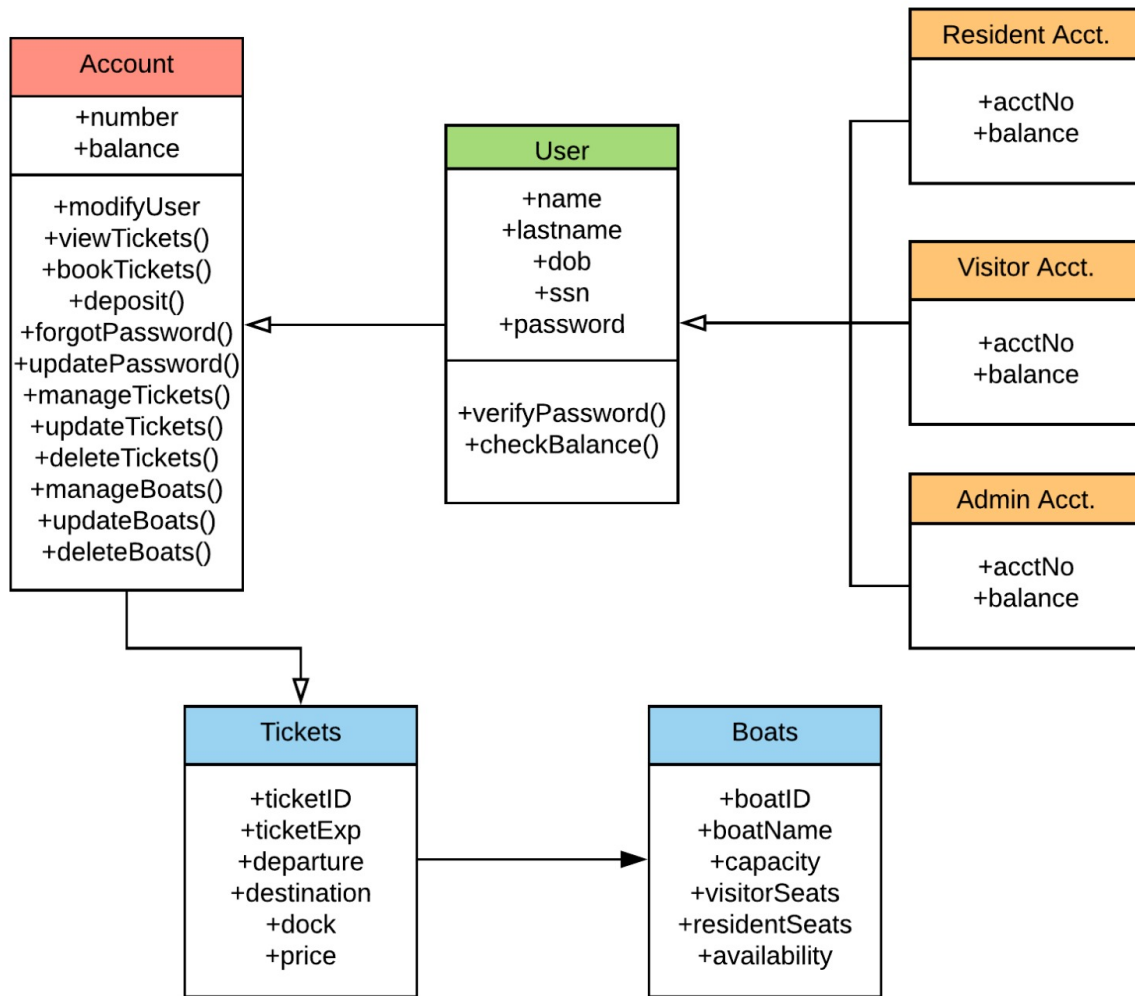 Account
+number
+balance
+modifyUser
+viewTickets()
+bookTickets()
+deposit()
+forgotPassword()
+updatePassword()
+manageTickets()
+updateTickets()
+deleteTickets()
+manageBoats()
+updateBoats()
+deleteBoats()
User
+name
+lastname
+dob
+ssn
+password
+verifyPassword()
+checkBalance()
Resident Acct.
+acctNo
+balance
Visitor Acct.
+acctNo
+balance
Admin Acct.
+acctNo
+balance
Tickets
+ticketID
+ticketExp
+departure
+destination
+dock
+price
Boats
+boatID
+boatName
+capacity
+visitorSeats
+residentSeats
+availability